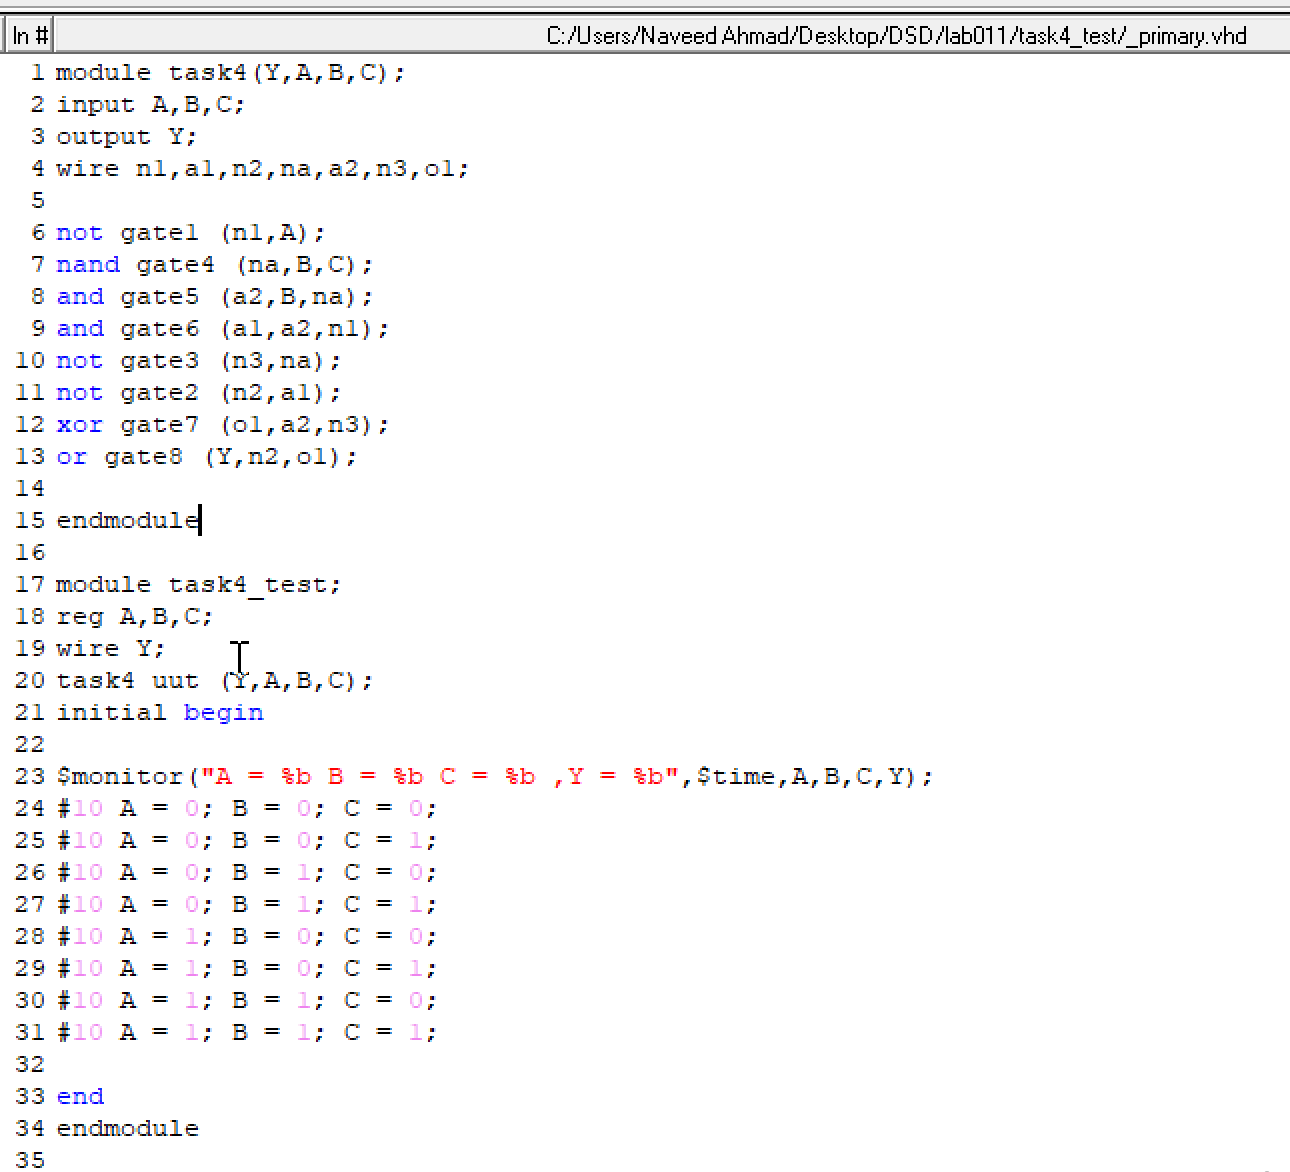 ln # C:/Users/Naveed Ahmad/Desktop/DSD/lab011/task4_test/_primary.vhd
1 module task4(Y,A,B,C);
2 input A,B,C;
3 output Y;
4 wire n1,a1,n2,na,a2,n3,o1;
5
6 not gate1 (n1,A);
7 nand gate4 (na,B,C);
8 and gate5 (a2,B,na);
9 and gate6 (a1,a2,n1);
10 not gate3 (n3,na);
11 not gate2 (n2,a1);
12 xor gate7 (o1,a2,n3);
13 or gate8 (Y,n2,o1);
14
15 endmodule
16
17 module task4_test;
18 reg A,B,C;
19 wire Y;
20 task4 uut (Y,A,B,C);
21 initial begin
22
23 $monitor("A = %b B = %b C = %b ,Y = %b",$time,A,B,C,Y);
24 #10 A = 0; B = 0; C = 0;
25 #10 A = 0; B = 0; C = 1;
26 #10 A = 0; B = 1; C = 0;
27 #10 A = 0; B = 1; C = 1;
28 #10 A = 1; B = 0; C = 0;
29 #10 A = 1; B = 0; C = 1;
30 #10 A = 1; B = 1; C = 0;
31 #10 A = 1; B = 1; C = 1;
32
33 end
34 endmodule
35